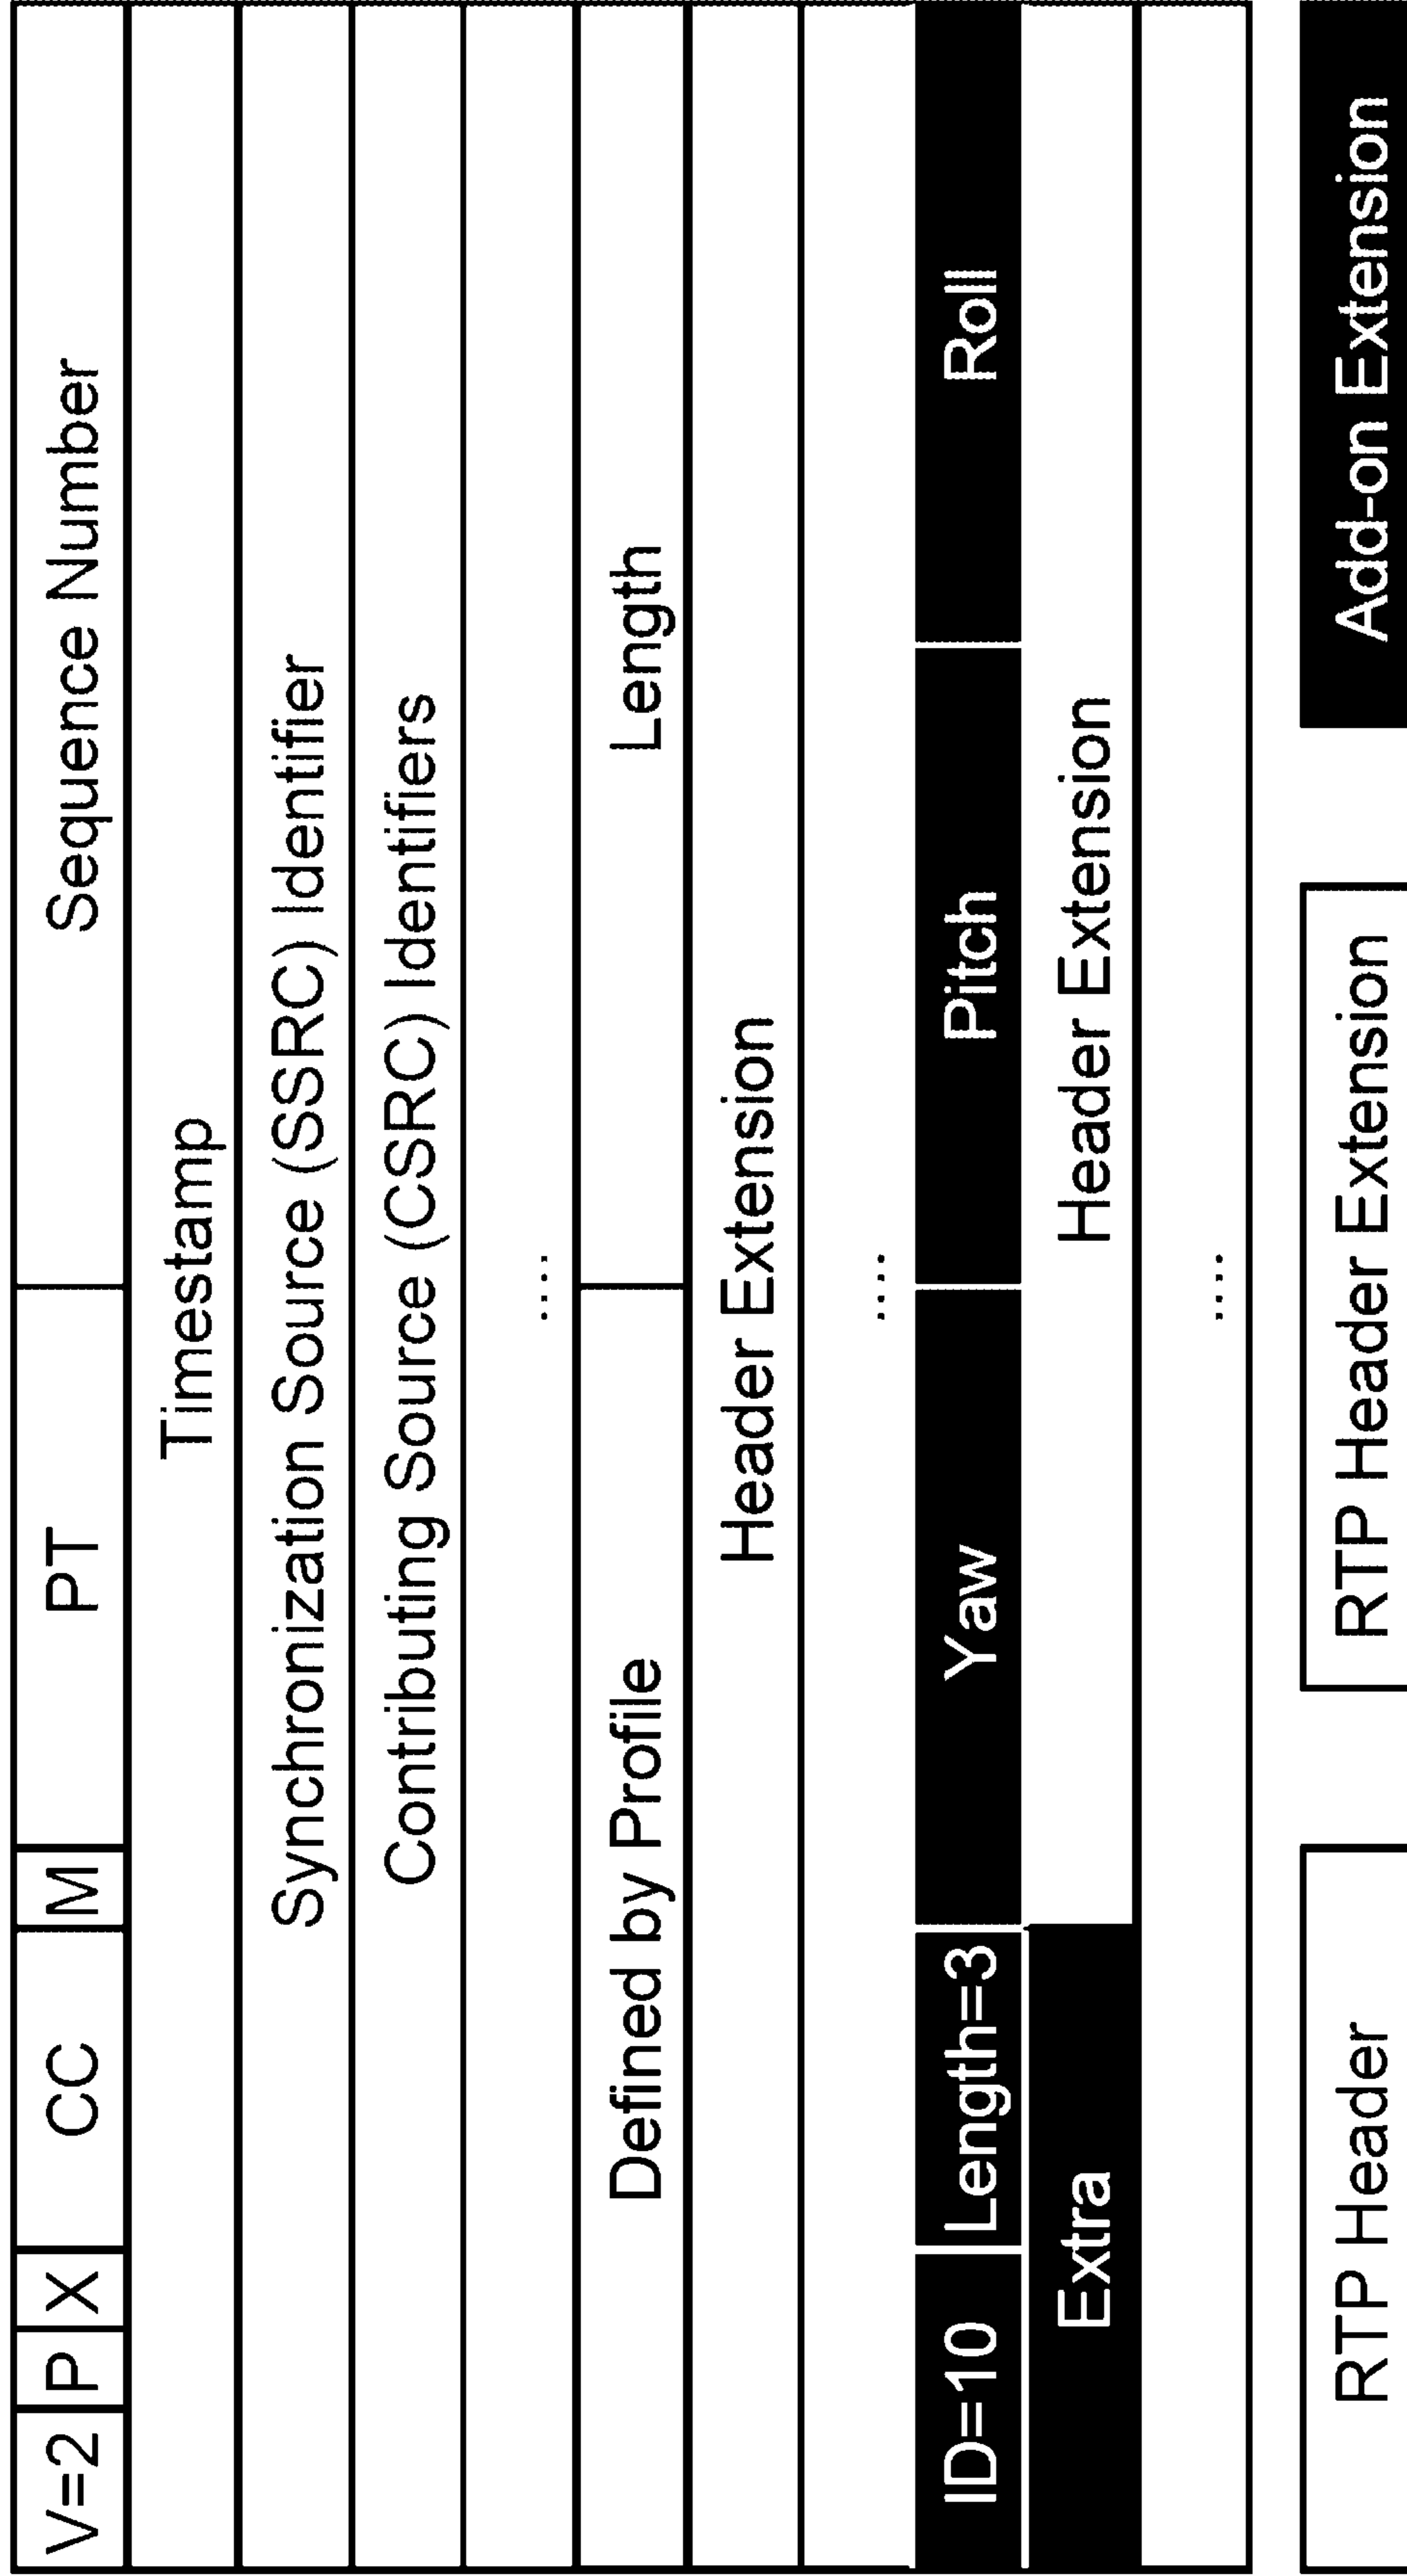 V=2 P X CC M PT Sequence Number
Timestamp
Synchronization Source (SSRC) Identifier
Contributing Source (CSRC) Identifiers
....
Defined by Profile Length
Header Extension
....
ID=10 Length=3 Yaw Pitch Roll
Extra Header Extension
....
RTP Header RTP Header Extension Add-on Extension